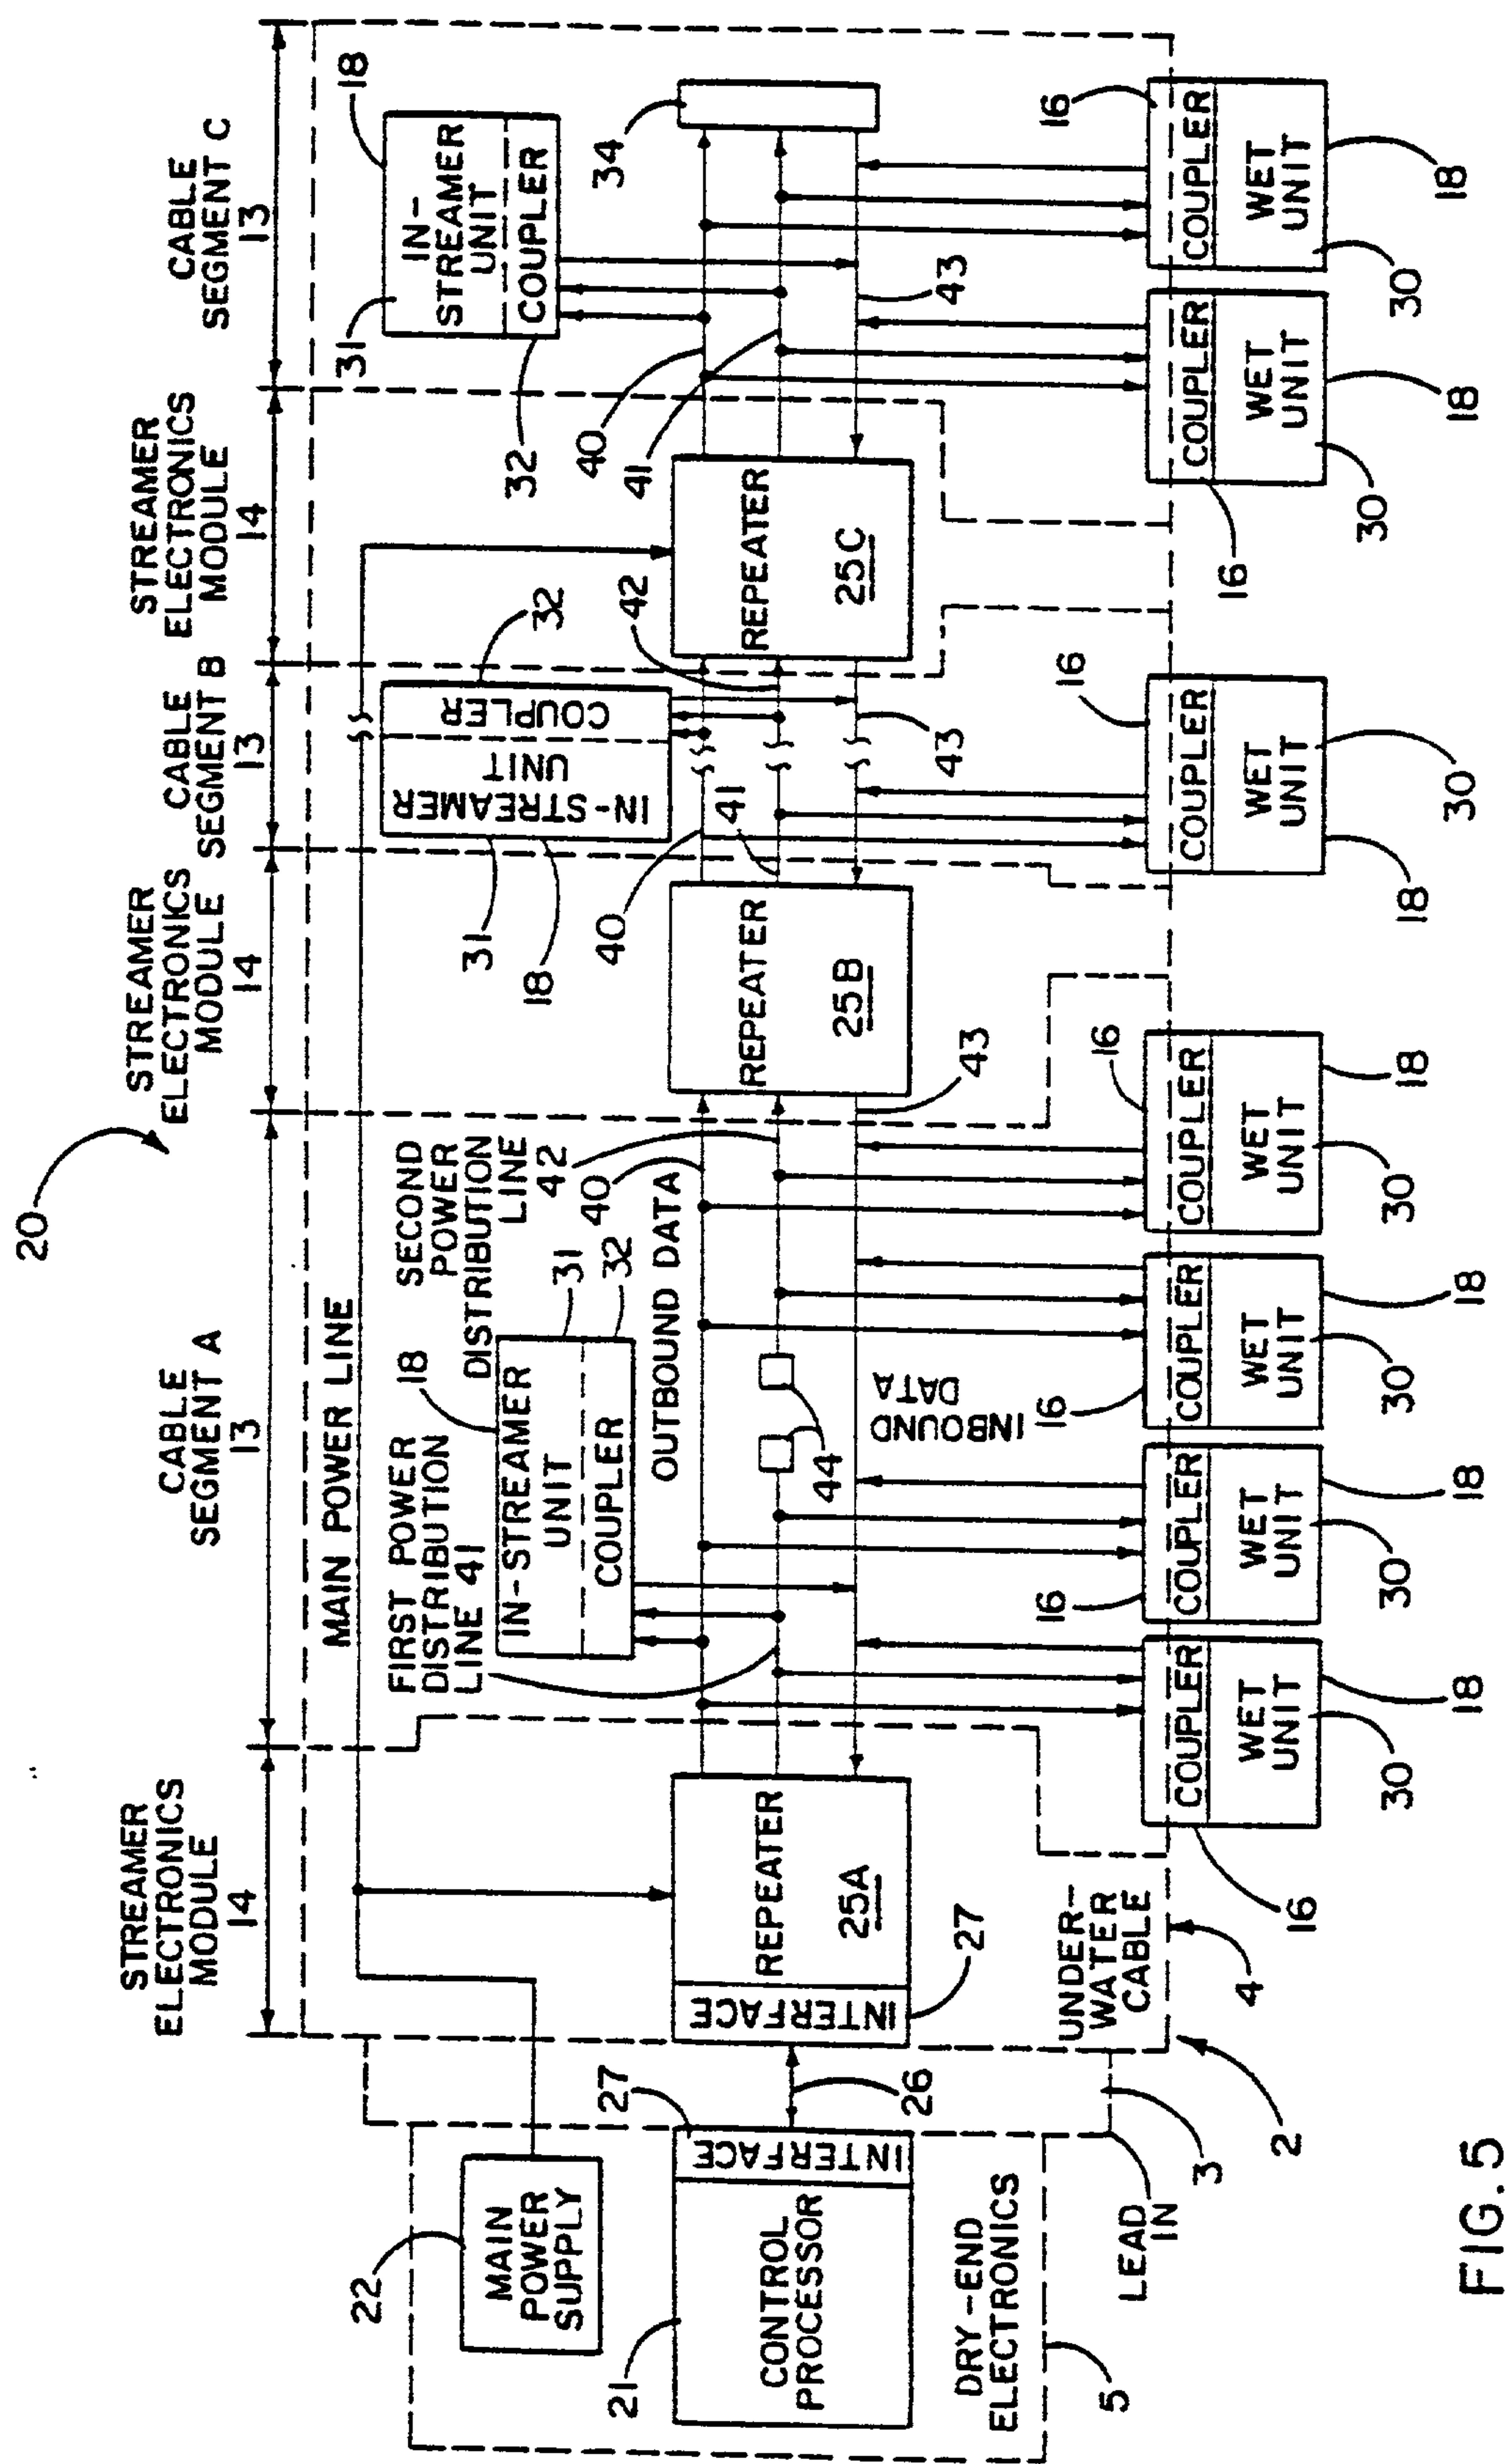 20
STREAMER
ELECTRONICS
MODULE
14
CABLE
SEGMENT A
13
STREAMER
ELECTRONICS
MODULE
14
CABLE
SEGMENT B
13
STREAMER
ELECTRONICS
MODULE
14
CABLE
SEGMENT C
13
MAIN POWER LINE
22
MAIN
POWER
SUPPLY
21
CONTROL
PROCESSOR
INTERFACE
27
26
DRY-END
ELECTRONICS
5
LEAD
IN
3
2
INTERFACE
27
REPEATER
25A
UNDER-
WATER
CABLE
4
FIRST POWER
DISTRIBUTION
LINE 41
IN-STREAMER
UNIT
COUPLER
18
31
32
SECOND
POWER
DISTRIBUTION
LINE
42
40
OUTBOUND DATA
44
INBOUND
DATA
43
REPEATER
25B
40
41
IN-STREAMER
UNIT
COUPLER
31
18
32
42
43
REPEATER
25C
40
41
IN-
STREAMER
UNIT
COUPLER
31
18
32
34
43
16
COUPLER
WET
UNIT
30
18
16
COUPLER
WET
UNIT
30
18
16
COUPLER
WET
UNIT
30
18
16
COUPLER
WET
UNIT
30
18
16
COUPLER
WET
UNIT
18
30
16
COUPLER
WET
UNIT
30
18
16
COUPLER
WET
UNIT
30
18
FIG. 5